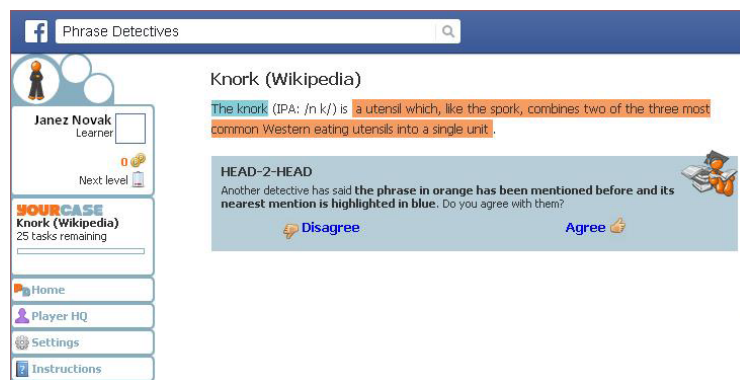 Phrase Detectives
Janez Novak
Learner
0
Next level
YOURCASE
Knork (Wikipedia)
25 tasks remaining
Home
Player HQ
Settings
Instructions
Knork (Wikipedia)
The knork (IPA: /n k/) is a utensil which, like the spork, combines two of the three most
common Western eating utensils into a single unit .
HEAD-2-HEAD
Another detective has said the phrase in orange has been mentioned before and its
nearest mention is highlighted in blue. Do you agree with them?
Disagree
Agree